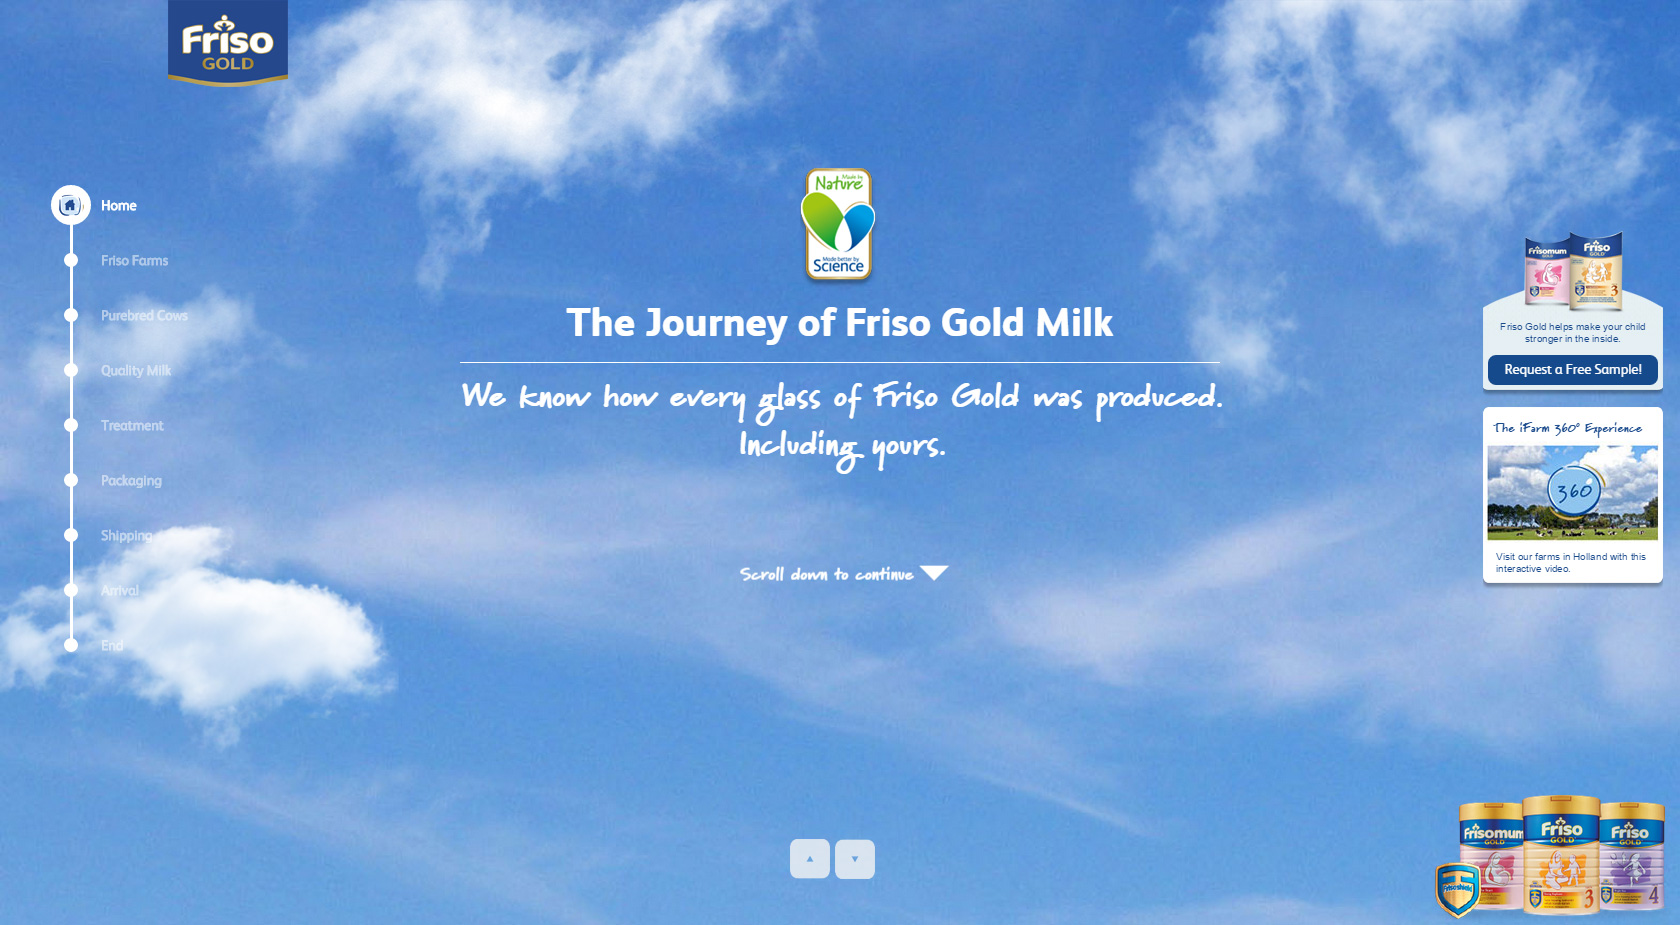 Friso
GOLD
Home
Friso Farms
Purebred Cows
Quality Milk
Treatment
Packaging
Shipping
Arrival
End
Made by
Nature
Made better by
Science
The Journey of Friso Gold Milk
We know how every glass of Friso Gold was produced.
Including yours.
Scroll down to continue
Frisomum
GOLD
Friso
GOLD
3
Friso Gold helps make your child
stronger in the inside.
Request a Free Sample!
The iFarm 360° Experience
360
Visit our farms in Holland with this
interactive video.
Frisomum
GOLD
Friso
GOLD
3
Friso
GOLD
4
Frisoshield